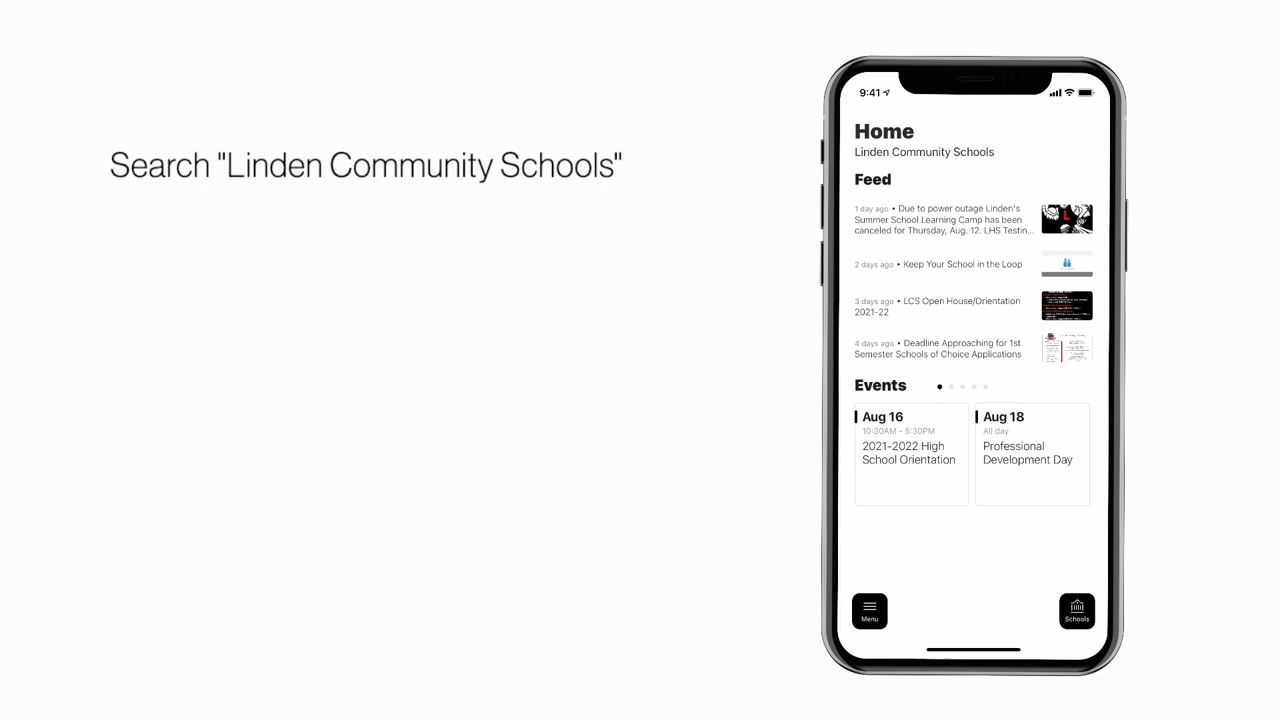 Search "Linden Community Schools"
9:41
Home
Linden Community Schools
Feed
1 day ago • Due to power outage Linden's
Summer School Learning Camp has been
canceled for Thursday, Aug. 12. LHS Testin...
2 days ago • Keep Your School in the Loop
3 days ago • LCS Open House/Orientation
2021-22
4 days ago • Deadline Approaching for 1st
Semester Schools of Choice Applications
Events
Aug 16
10:30AM - 5:30PM
2021-2022 High
School Orientation
Aug 18
All day
Professional
Development Day
Menu
Schools